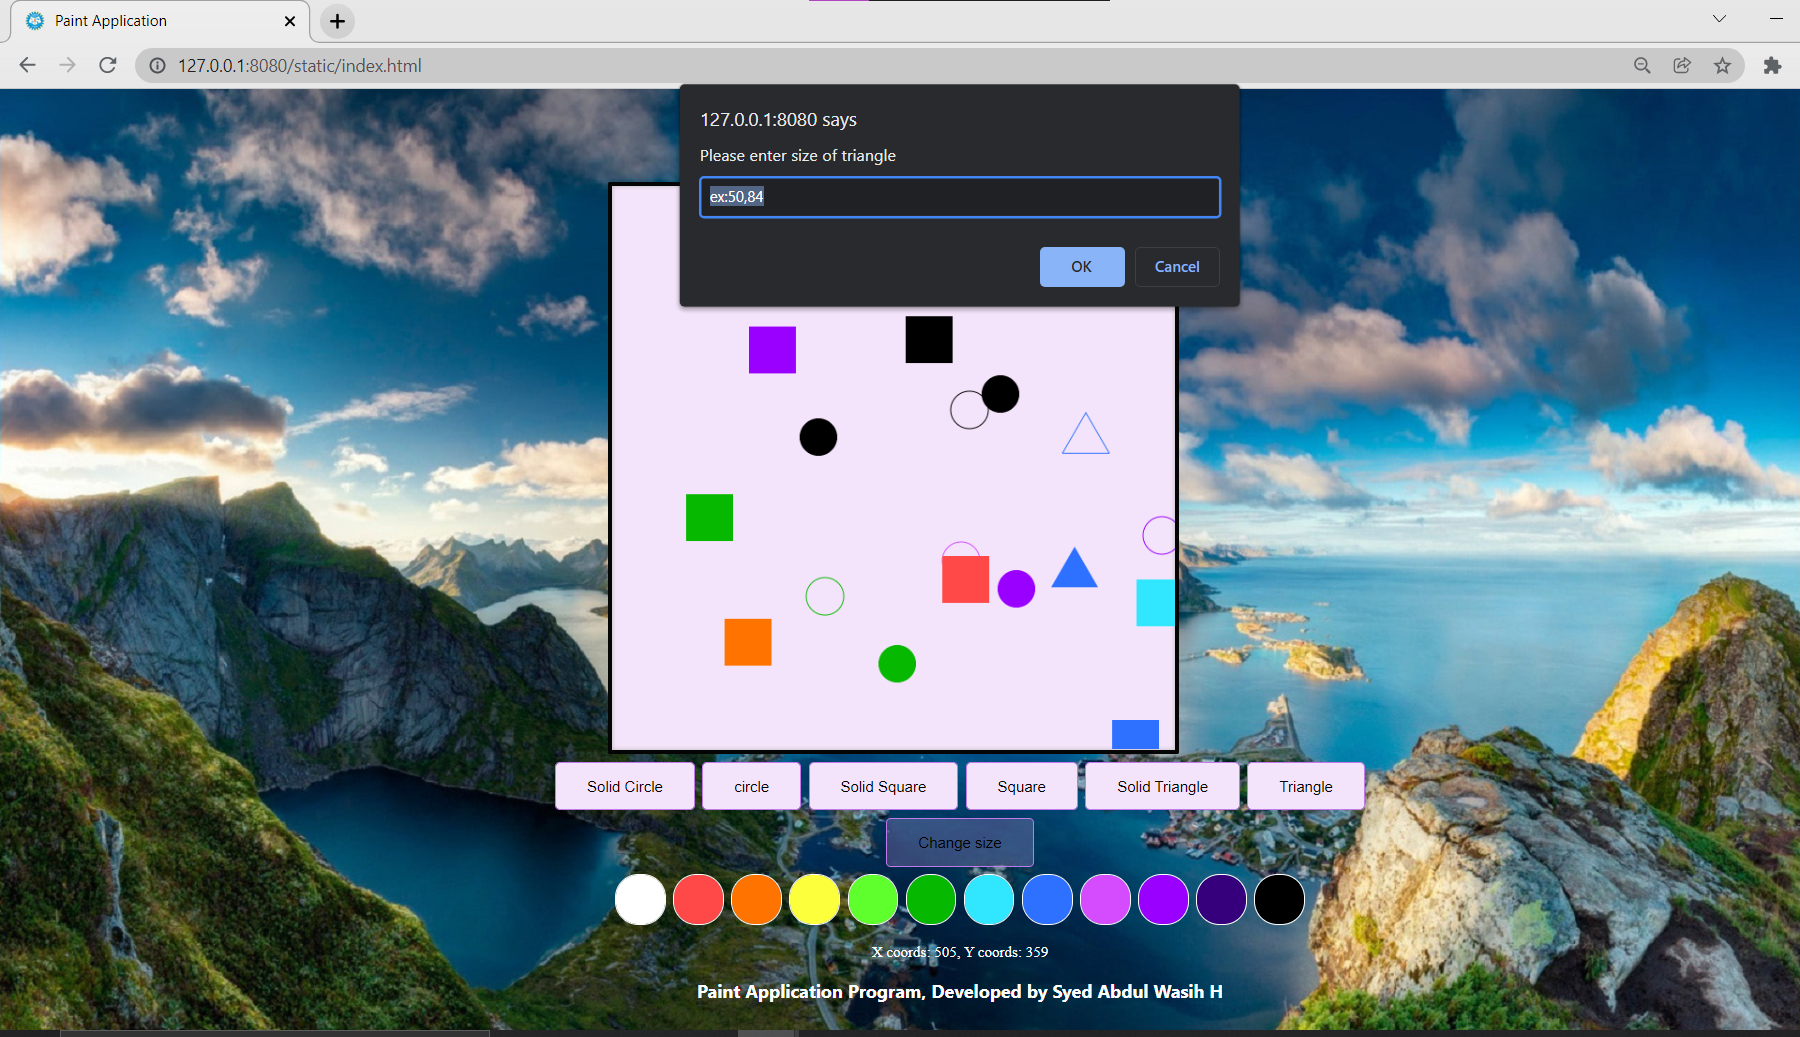 Paint Application
127.0.0.1:8080/static/index.html
127.0.0.1:8080 says
Please enter size of triangle
ex:50,84
OK Cancel
Solid Circle circle Solid Square Square Solid Triangle Triangle
Change size
X coords: 505, Y coords: 359
Paint Application Program, Developed by Syed Abdul Wasih H